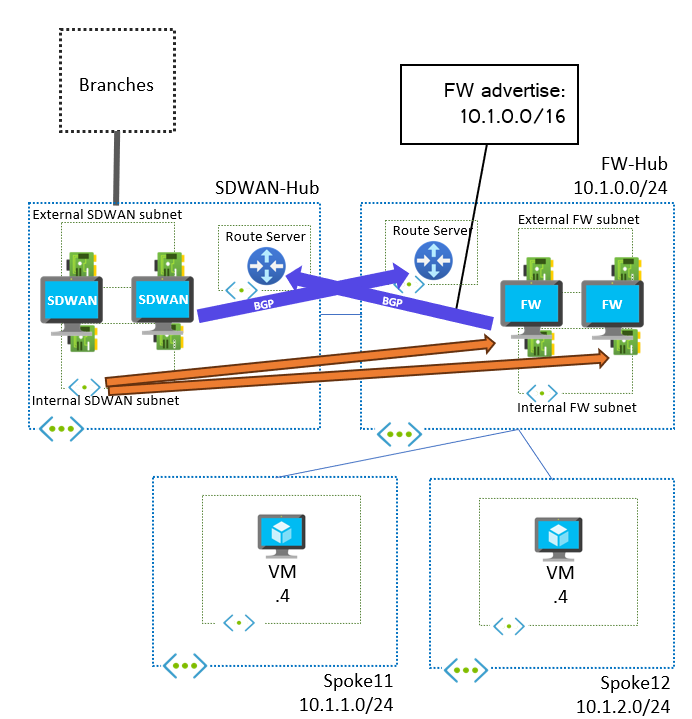 Branches
FW advertise:
10.1.0.0/16
SDWAN-Hub
FW-Hub
10.1.0.0/24
External SDWAN subnet
Route Server
Route Server
External FW subnet
SDWAN
SDWAN
BGP
BGP
FW
FW
Internal SDWAN subnet
Internal FW subnet
VM
.4
VM
.4
Spoke11
10.1.1.0/24
Spoke12
10.1.2.0/24